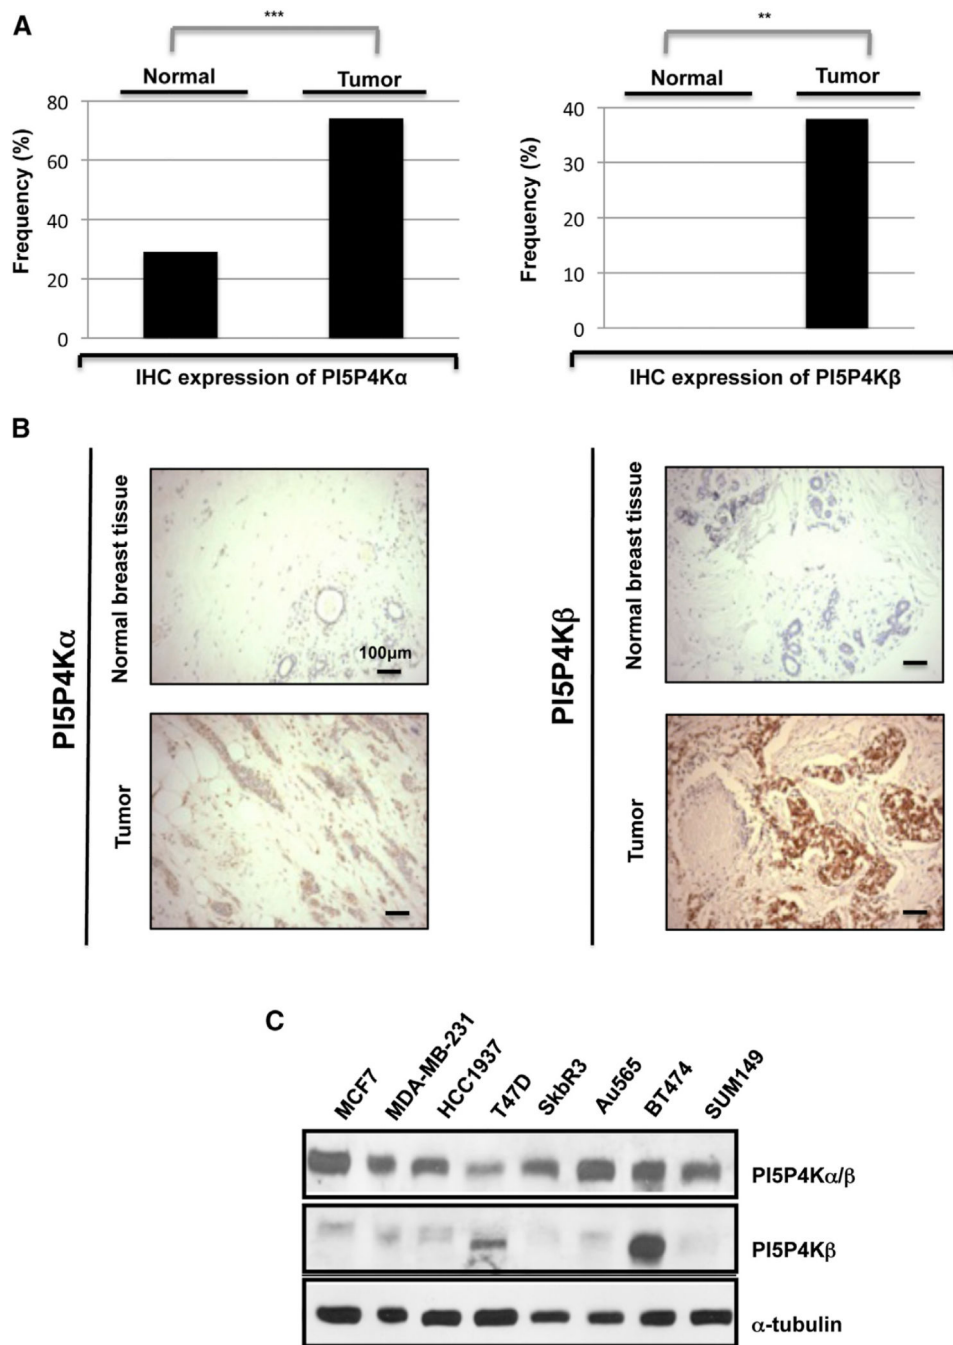 A
***
Normal
Tumor
80
60
40
20
0
Frequency (%)
IHC expression of PI5P4Kα
**
Normal
Tumor
40
30
20
10
0
Frequency (%)
IHC expression of PI5P4Kβ
B
PI5P4Kα
Normal breast tissue
100µm
Tumor
PI5P4Kβ
Normal breast tissue
Tumor
C
MCF7
MDA-MB-231
HCC1937
T47D
SkbR3
Au565
BT474
SUM149
PI5P4Kα/β
PI5P4Kβ
α-tubulin